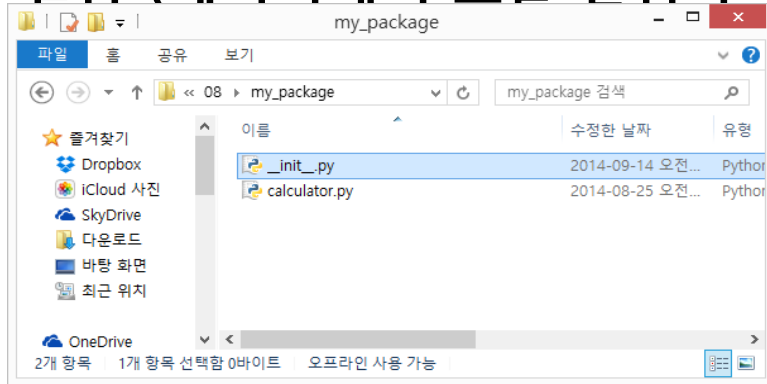 my_package
파일 홈 공유 보기
« 08 ▸ my_package
my_package 검색
이름 수정한 날짜 유형
즐겨찾기
Dropbox
iCloud 사진
SkyDrive
다운로드
바탕 화면
최근 위치
OneDrive
__init__.py 2014-09-14 오전... Python
calculator.py 2014-08-25 오전... Python
2개 항목 1개 항목 선택함 0바이트 오프라인 사용 가능